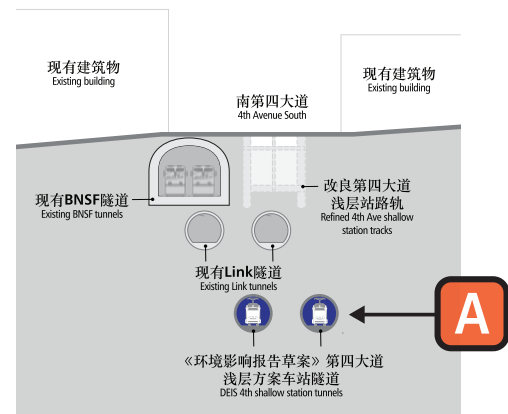 现有建筑物
Existing building
现有建筑物
Existing building
南第四大道
4th Avenue South
现有BNSF隧道
Existing BNSF tunnels
改良第四大道
浅层站路轨
Refined 4th Ave shallow
station tracks
现有Link隧道
Existing Link tunnels
A
《环境影响报告草案》第四大道
浅层方案车站隧道
DEIS 4th shallow station tunnels